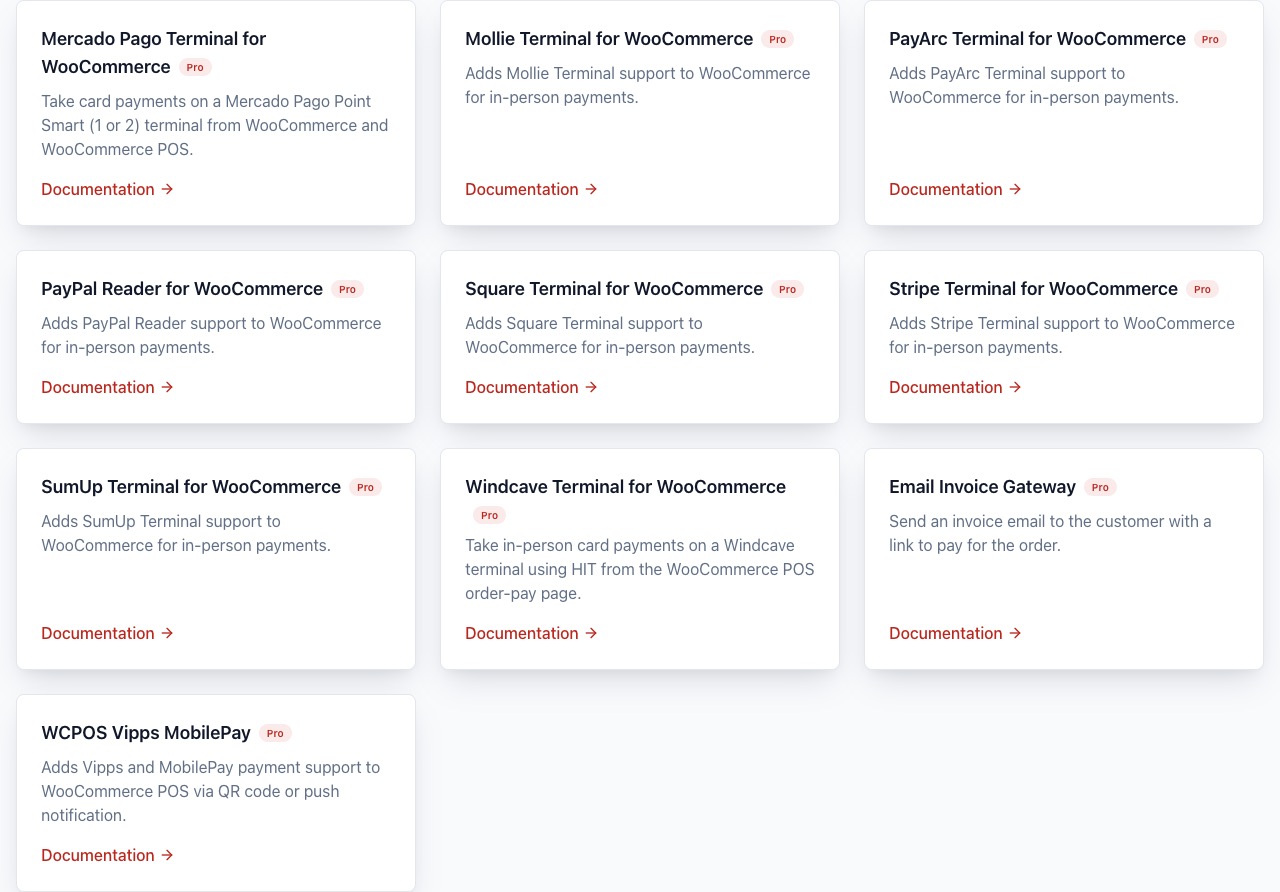 Mercado Pago Terminal for
WooCommerce Pro
Take card payments on a Mercado Pago Point
Smart (1 or 2) terminal from WooCommerce and
WooCommerce POS.
Documentation →
Mollie Terminal for WooCommerce Pro
Adds Mollie Terminal support to WooCommerce
for in-person payments.
Documentation →
PayArc Terminal for WooCommerce Pro
Adds PayArc Terminal support to
WooCommerce for in-person payments.
Documentation →
PayPal Reader for WooCommerce Pro
Adds PayPal Reader support to WooCommerce
for in-person payments.
Documentation →
Square Terminal for WooCommerce Pro
Adds Square Terminal support to
WooCommerce for in-person payments.
Documentation →
Stripe Terminal for WooCommerce Pro
Adds Stripe Terminal support to WooCommerce
for in-person payments.
Documentation →
SumUp Terminal for WooCommerce Pro
Adds SumUp Terminal support to
WooCommerce for in-person payments.
Documentation →
Windcave Terminal for WooCommerce
Pro
Take in-person card payments on a Windcave
terminal using HIT from the WooCommerce POS
order-pay page.
Documentation →
Email Invoice Gateway Pro
Send an invoice email to the customer with a
link to pay for the order.
Documentation →
WCPOS Vipps MobilePay Pro
Adds Vipps and MobilePay payment support to
WooCommerce POS via QR code or push
notification.
Documentation →